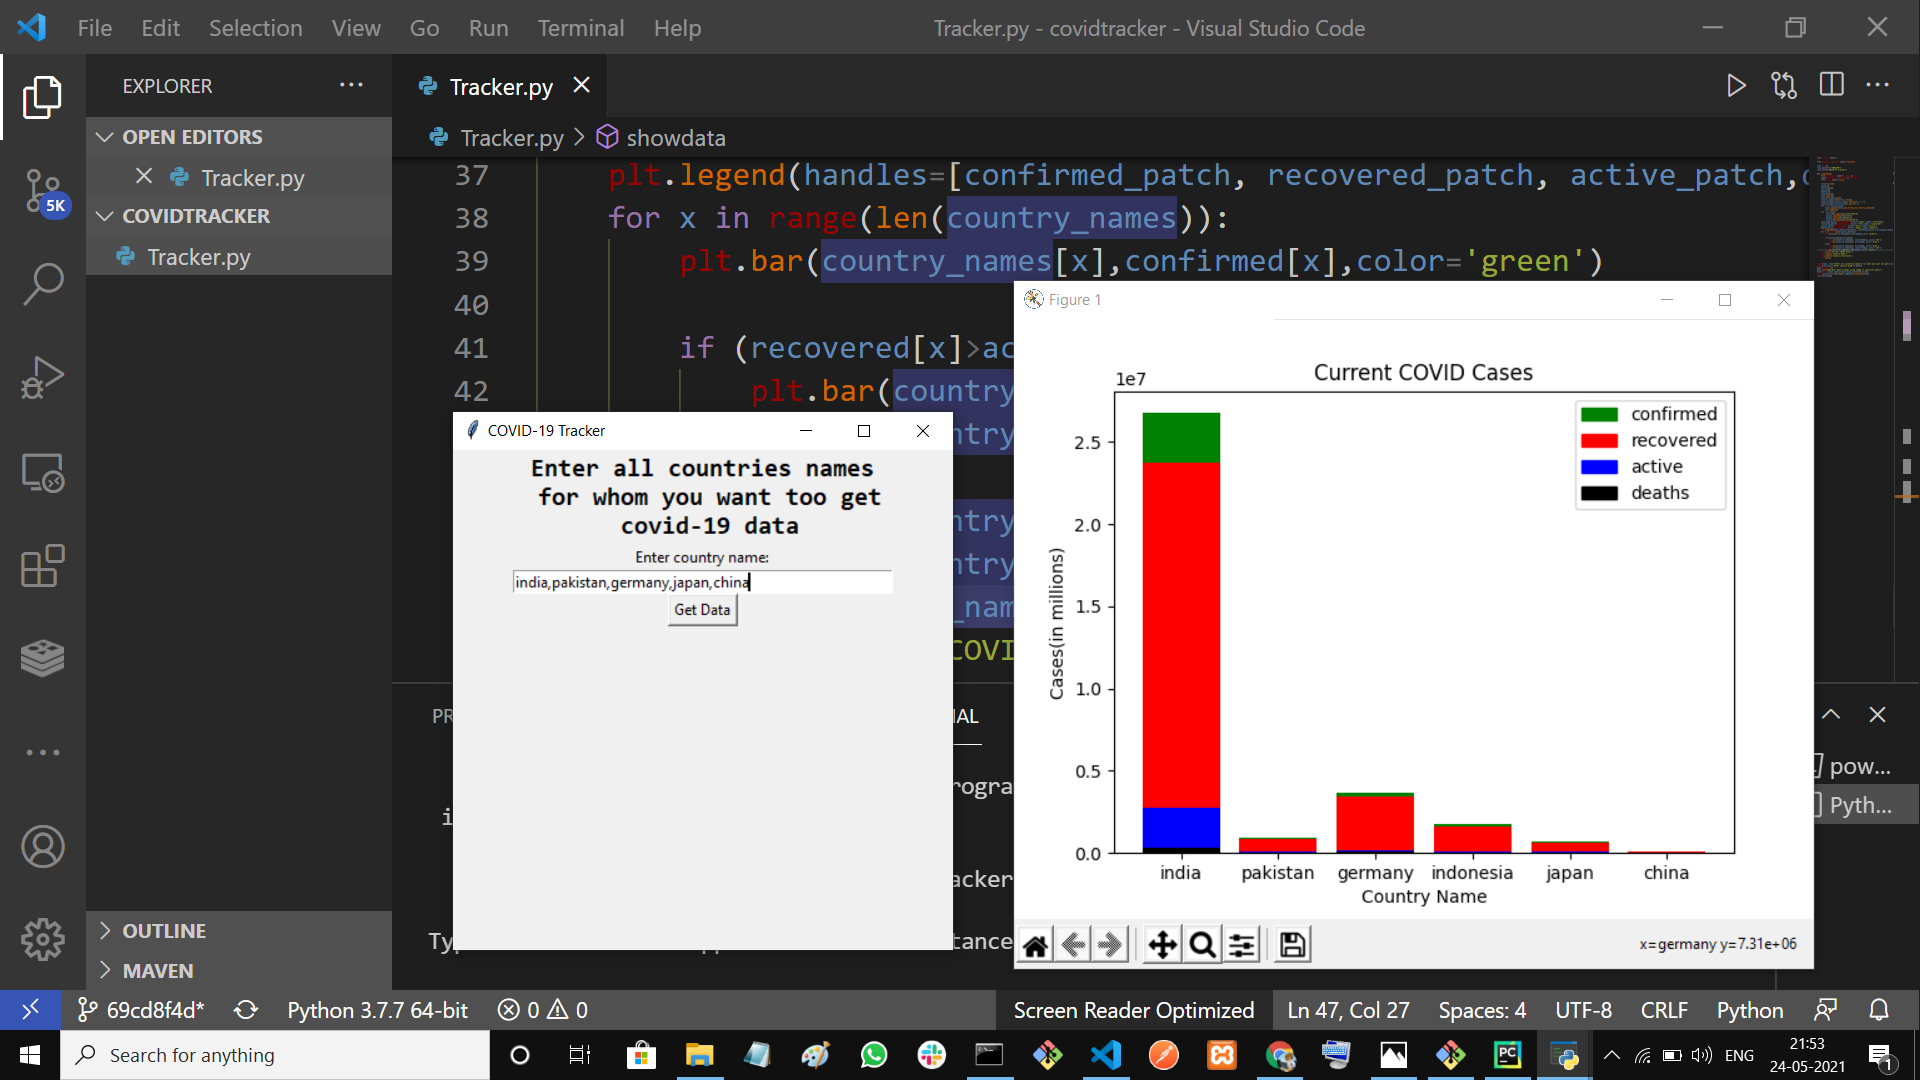 File Edit Selection View Go Run Terminal Help
Tracker.py - covidtracker - Visual Studio Code
EXPLORER
OPEN EDITORS
Tracker.py
COVIDTRACKER
Tracker.py
OUTLINE
MAVEN
5K
Tracker.py
Tracker.py > showdata
37 plt.legend(handles=[confirmed_patch, recovered_patch, active_patch,
38 for x in range(len(country_names)):
39 plt.bar(country_names[x],confirmed[x],color='green')
40
41 if (recovered[x]>ac
42 plt.bar(country
ntry
ntry
ntry
_nam
COVI
PR
AL
rogra
i
acker
Ty
tance
pow...
Pyth...
COVID-19 Tracker
Enter all countries names
for whom you want too get
covid-19 data
Enter country name:
india,pakistan,germany,japan,china
Get Data
Figure 1
Current COVID Cases
1e7
confirmed
recovered
active
deaths
2.5
2.0
1.5
1.0
0.5
0.0
Cases(in millions)
india pakistan germany indonesia japan china
Country Name
x=germany y=7.31e+06
69cd8f4d* Python 3.7.7 64-bit 0 0
Screen Reader Optimized Ln 47, Col 27 Spaces: 4 UTF-8 CRLF Python
Search for anything
PC
ENG
21:53
24-05-2021
1